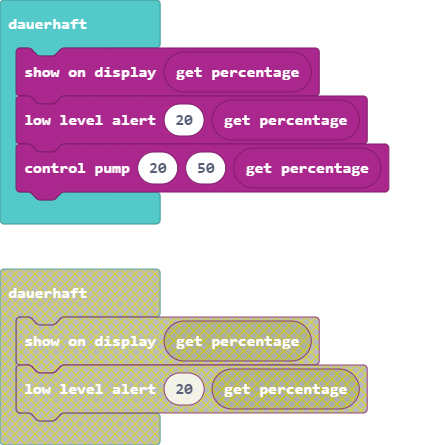 dauerhaft
show on display get percentage
low level alert 20 get percentage
control pump 20 50 get percentage
dauerhaft
show on display get percentage
low level alert 20 get percentage